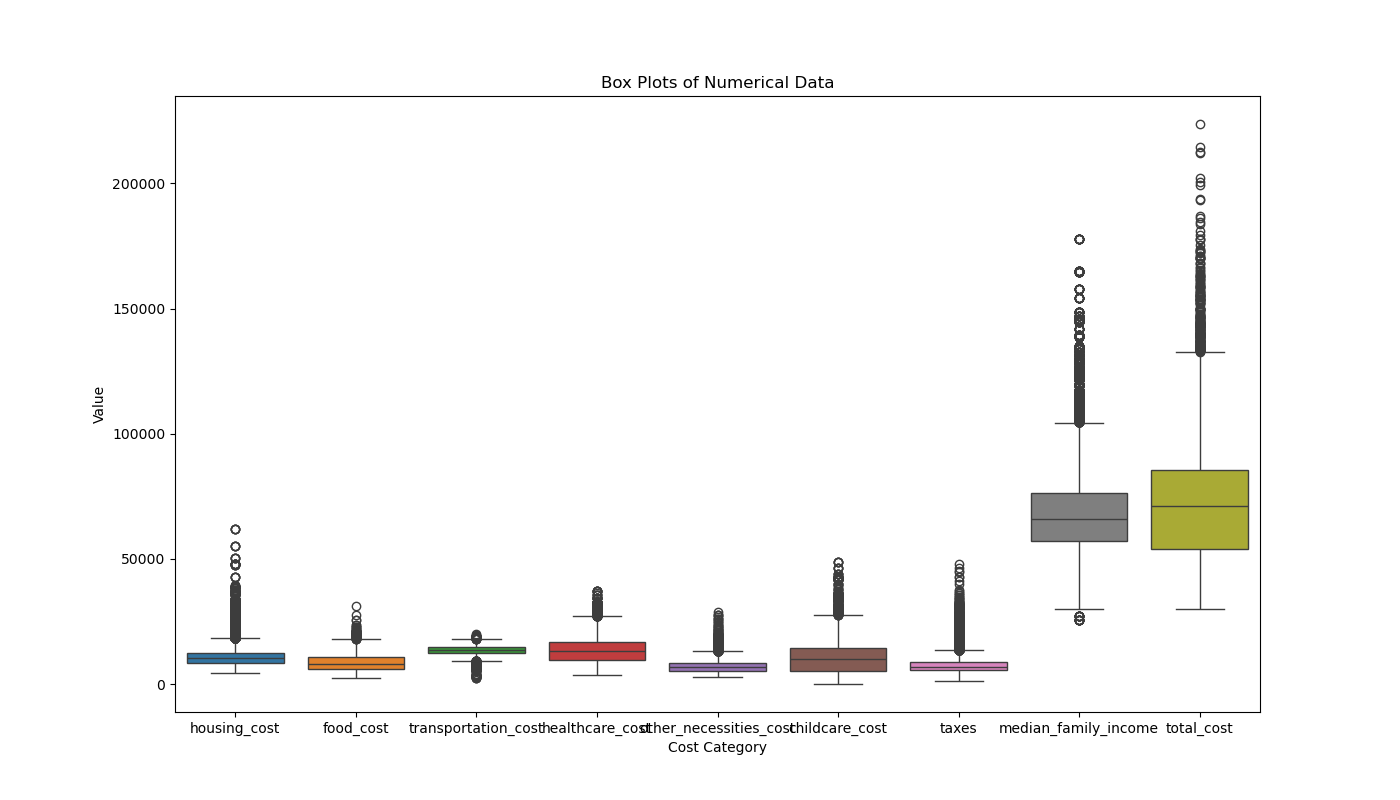 Box Plots of Numerical Data
200000
150000
100000
50000
0
Value
housing_cost food_cost transportation_cost healthcare_cost other_necessities_cost childcare_cost taxes median_family_income total_cost
Cost Category